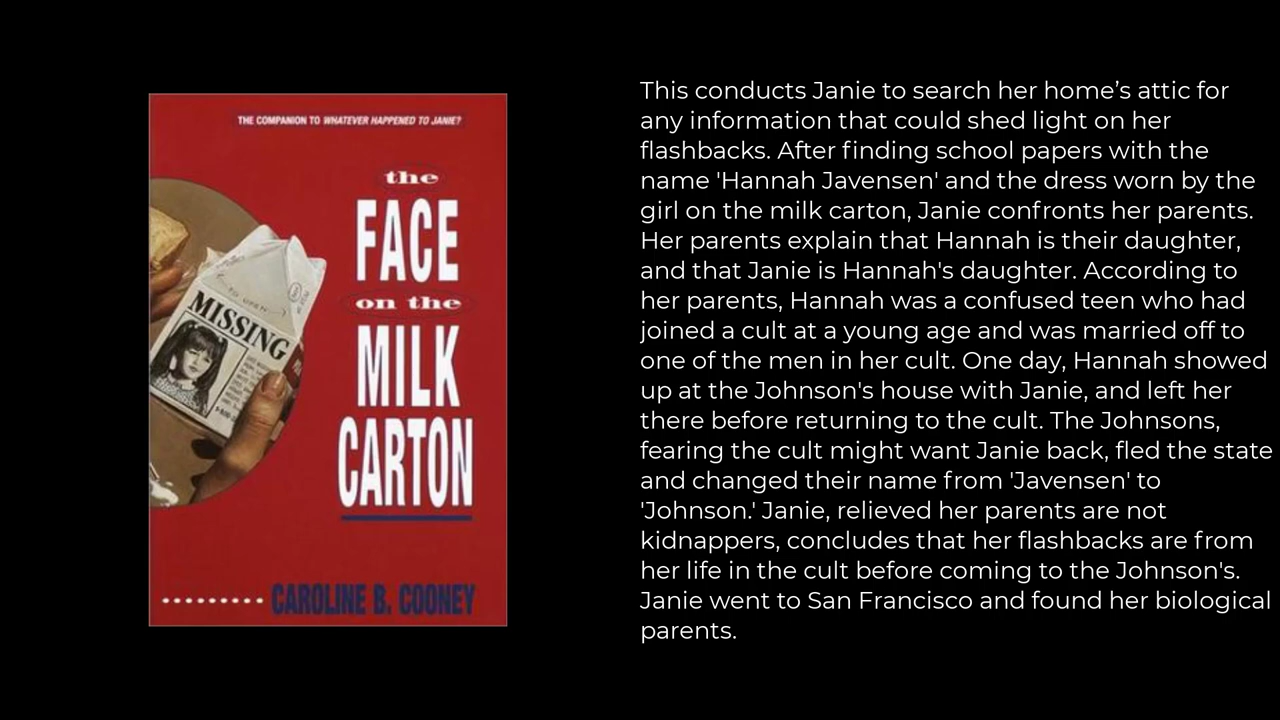 THE COMPANION TO WHATEVER HAPPENED TO JANIE?
the
FACE
on the
MILK
CARTON
MISSING
CAROLINE B. COONEY
This conducts Janie to search her home’s attic for
any information that could shed light on her
flashbacks. After finding school papers with the
name 'Hannah Javensen' and the dress worn by the
girl on the milk carton, Janie confronts her parents.
Her parents explain that Hannah is their daughter,
and that Janie is Hannah's daughter. According to
her parents, Hannah was a confused teen who had
joined a cult at a young age and was married off to
one of the men in her cult. One day, Hannah showed
up at the Johnson's house with Janie, and left her
there before returning to the cult. The Johnsons,
fearing the cult might want Janie back, fled the state
and changed their name from 'Javensen' to
'Johnson.' Janie, relieved her parents are not
kidnappers, concludes that her flashbacks are from
her life in the cult before coming to the Johnson's.
Janie went to San Francisco and found her biological
parents.